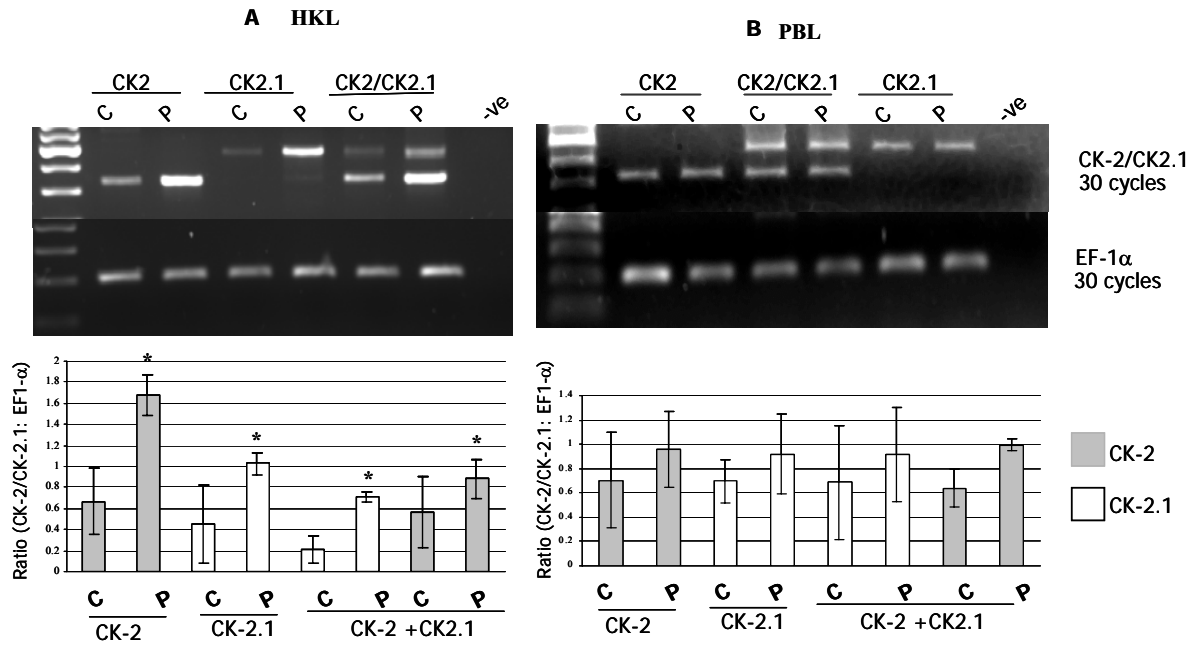 A HKL
B PBL
CK2 CK2.1 CK2/CK2.1
C P C P C P -ve
CK2 CK2/CK2.1 CK2.1
C P C P C P -ve
CK-2/CK2.1
30 cycles
EF-1α
30 cycles
Ratio (CK-2/CK-2.1: EF1-α)
2
1.8
1.6
1.4
1.2
1
0.8
0.6
0.4
0.2
0
* * * *
C P C P C P C P
CK-2 CK-2.1 CK-2 +CK2.1
Ratio (CK-2/CK-2.1: EF1-α)
1.4
1.2
1
0.8
0.6
0.4
0.2
0
C P C P C P C P
CK-2 CK-2.1 CK-2 +CK2.1
CK-2
CK-2.1